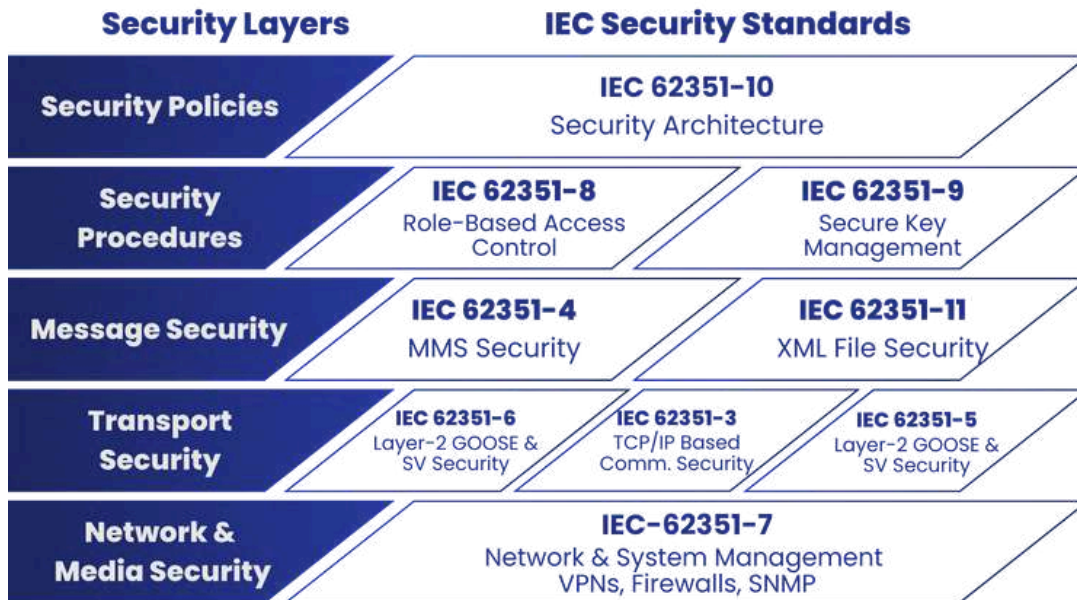 Security Layers
IEC Security Standards
Security Policies
IEC 62351-10
Security Architecture
Security
Procedures
IEC 62351-8
Role-Based Access
Control
IEC 62351-9
Secure Key
Management
Message Security
IEC 62351-4
MMS Security
IEC 62351-11
XML File Security
Transport
Security
IEC 62351-6
Layer-2 GOOSE &
SV Security
IEC 62351-3
TCP/IP Based
Comm. Security
IEC 62351-5
Layer-2 GOOSE &
SV Security
Network &
Media Security
IEC-62351-7
Network & System Management
VPNs, Firewalls, SNMP